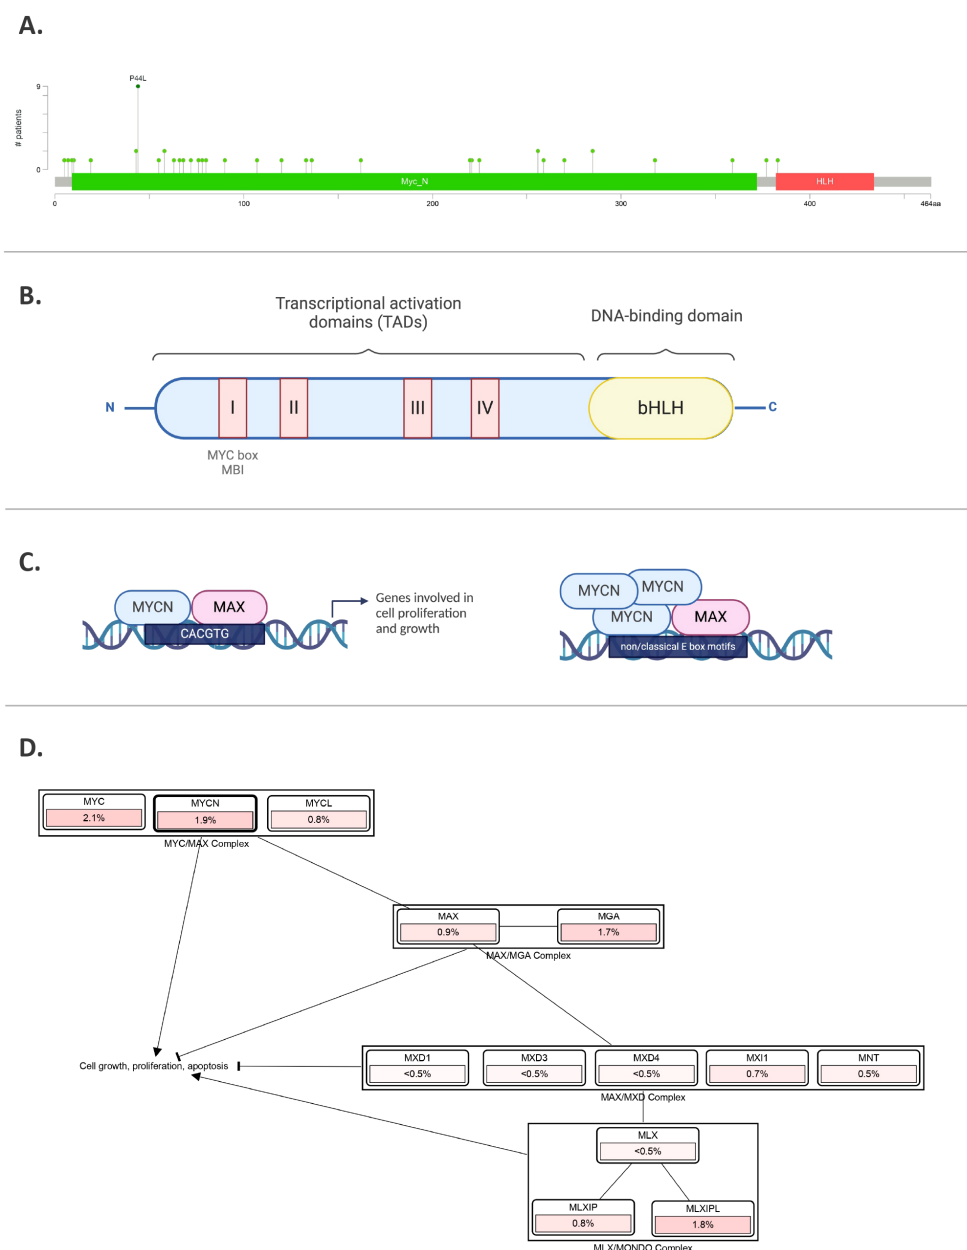 A.
P44L
9
# patients
0
Myc_N
HLH
0
100
200
300
400
464aa
B.
Transcriptional activation
domains (TADs)
DNA-binding domain
N
I
II
III
IV
bHLH
C
MYC box
MBI
C.
MYCN
MAX
CACGTG
Genes involved in
cell proliferation
and growth
MYCN
MYCN
MYCN
MAX
non/classical E box motifs
D.
MYC
2.1%
MYCN
1.9%
MYCL
0.8%
MYC/MAX Complex
MAX
0.9%
MGA
1.7%
MAX/MGA Complex
Cell growth, proliferation, apoptosis
MXD1
<0.5%
MXD3
<0.5%
MXD4
<0.5%
MXI1
0.7%
MNT
0.5%
MAX/MXD Complex
MLX
<0.5%
MLXIP
0.8%
MLXIPL
1.8%
MLX/MONDO Complex